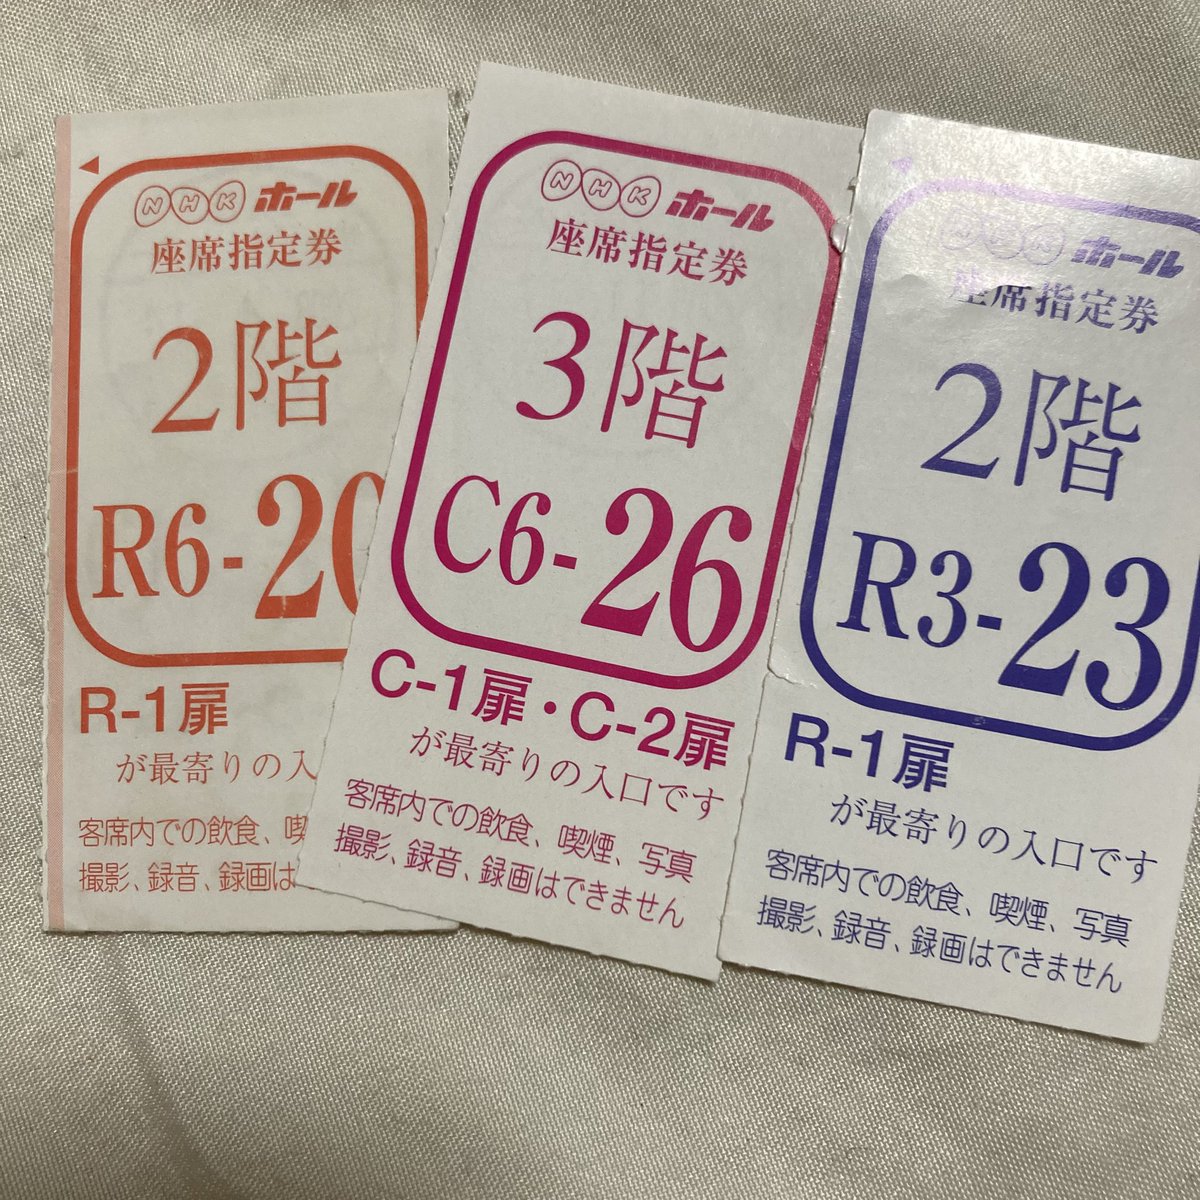 NHK ホール
座席指定券
2階
R6-20
R-1扉
が最寄りの入
客席内での飲食、喫
撮影、録音、録画は
NHK ホール
座席指定券
3階
C6-26
C-1扉・C-2扉
が最寄りの入口です
客席内での飲食、喫煙、写真
撮影、録音、録画はできません
NHK ホール
座席指定券
2階
R3-23
R-1扉
が最寄りの入口です
客席内での飲食、喫煙、写真
撮影、録音、録画はできません